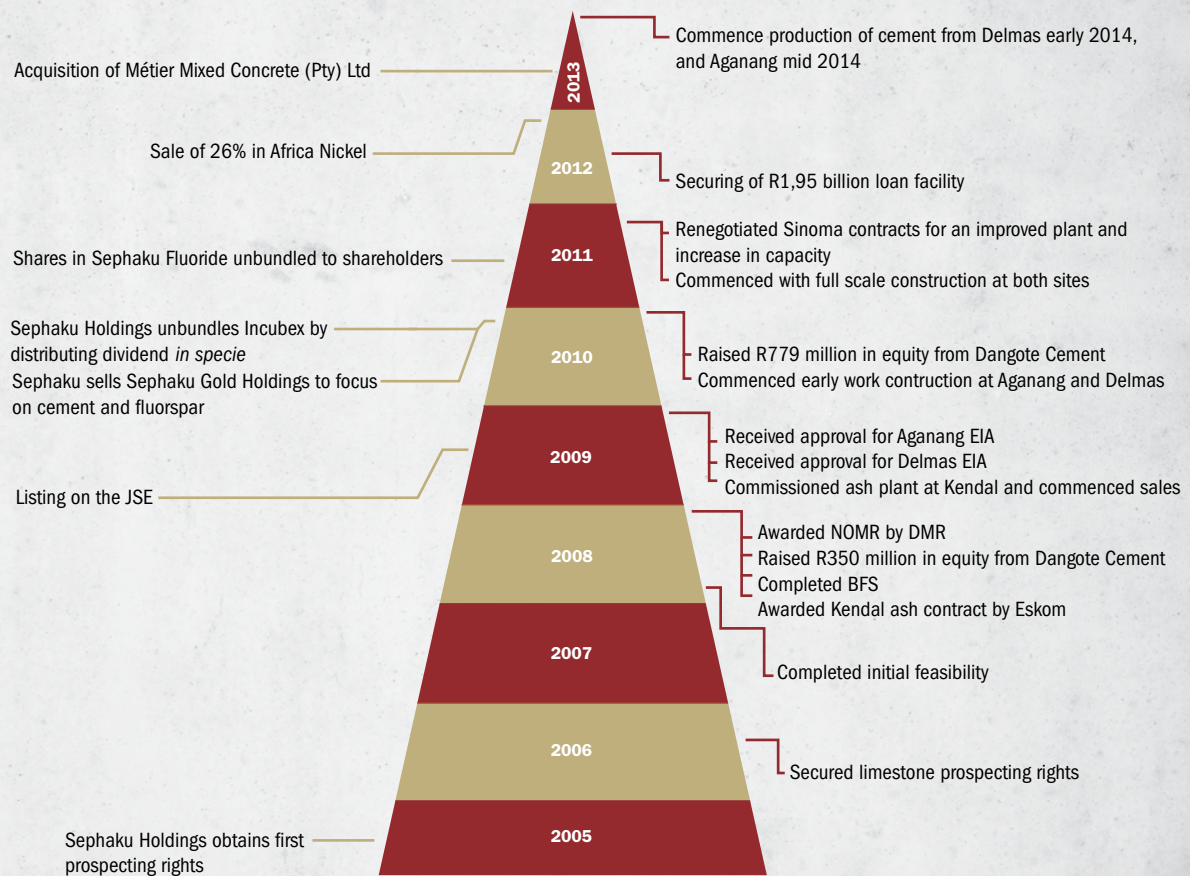 Commence production of cement from Delmas early 2014,
and Aganang mid 2014
Acquisition of Métier Mixed Concrete (Pty) Ltd
2013
Sale of 26% in Africa Nickel
2012
Securing of R1,95 billion loan facility
Renegotiated Sinoma contracts for an improved plant and
increase in capacity
Commenced with full scale construction at both sites
Shares in Sephaku Fluoride unbundled to shareholders
2011
Sephaku Holdings unbundles Incubex by
distributing dividend in specie
Sephaku sells Sephaku Gold Holdings to focus
on cement and fluorspar
2010
Raised R779 million in equity from Dangote Cement
Commenced early work contruction at Aganang and Delmas
Received approval for Aganang EIA
Received approval for Delmas EIA
Commissioned ash plant at Kendal and commenced sales
2009
Listing on the JSE
Awarded NOMR by DMR
Raised R350 million in equity from Dangote Cement
Completed BFS
Awarded Kendal ash contract by Eskom
2008
2007
Completed initial feasibility
2006
Secured limestone prospecting rights
2005
Sephaku Holdings obtains first
prospecting rights